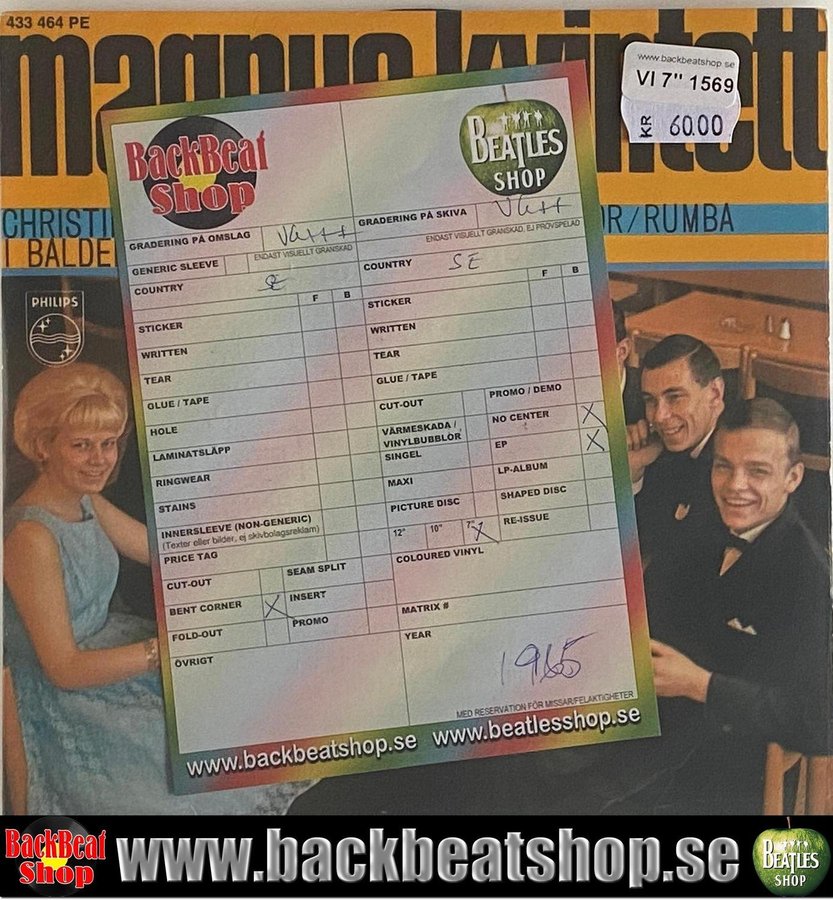 433 464 PE
magnus kvintett
www.backbeatshop.se
VI 7" 1569
KR 60.00
BackBeat
Shop
BEATLES
SHOP
CHRISTI
OR/RUMBA
I BALDE
PHILIPS
GRADERING PÅ OMSLAG VG+++
ENDAST VISUELLT GRANSKAD
GRADERING PÅ SKIVA VG++
ENDAST VISUELLT GRANSKAD, EJ PROVSPELAD
GENERIC SLEEVE
COUNTRY SE
F B
STICKER
WRITTEN
TEAR
GLUE / TAPE
HOLE
LAMINATSLÄPP
RINGWEAR
STAINS
INNERSLEEVE (NON-GENERIC)
(Texter eller bilder, ej skivbolagsreklam)
PRICE TAG
CUT-OUT
SEAM SPLIT
BENT CORNER X
INSERT
FOLD-OUT
PROMO
ÖVRIGT
COUNTRY SE
F B
STICKER
WRITTEN
TEAR
GLUE / TAPE
CUT-OUT
PROMO / DEMO
VÄRMESKADA /
VINYLBUBBLOR
NO CENTER X
SINGEL
EP X
MAXI
LP-ALBUM
PICTURE DISC
SHAPED DISC
12" 10" 7" X
RE-ISSUE
COLOURED VINYL
MATRIX #
YEAR
1965
MED RESERVATION FÖR MISSAR/FELAKTIGHETER
www.backbeatshop.se www.beatlesshop.se
BackBeat
Shop
www.backbeatshop.se
BEATLES
SHOP